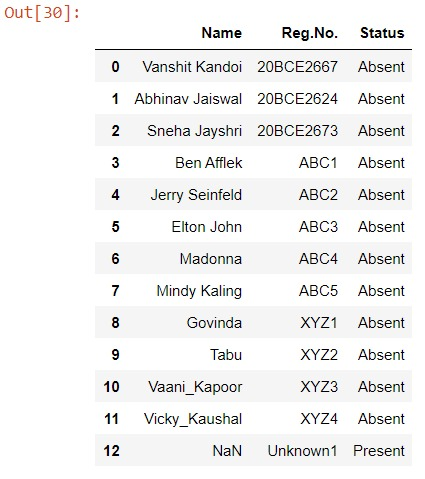 Out[30]:
Name Reg.No. Status
0 Vanshit Kandoi 20BCE2667 Absent
1 Abhinav Jaiswal 20BCE2624 Absent
2 Sneha Jayshri 20BCE2673 Absent
3 Ben Afflek ABC1 Absent
4 Jerry Seinfeld ABC2 Absent
5 Elton John ABC3 Absent
6 Madonna ABC4 Absent
7 Mindy Kaling ABC5 Absent
8 Govinda XYZ1 Absent
9 Tabu XYZ2 Absent
10 Vaani_Kapoor XYZ3 Absent
11 Vicky_Kaushal XYZ4 Absent
12 NaN Unknown1 Present